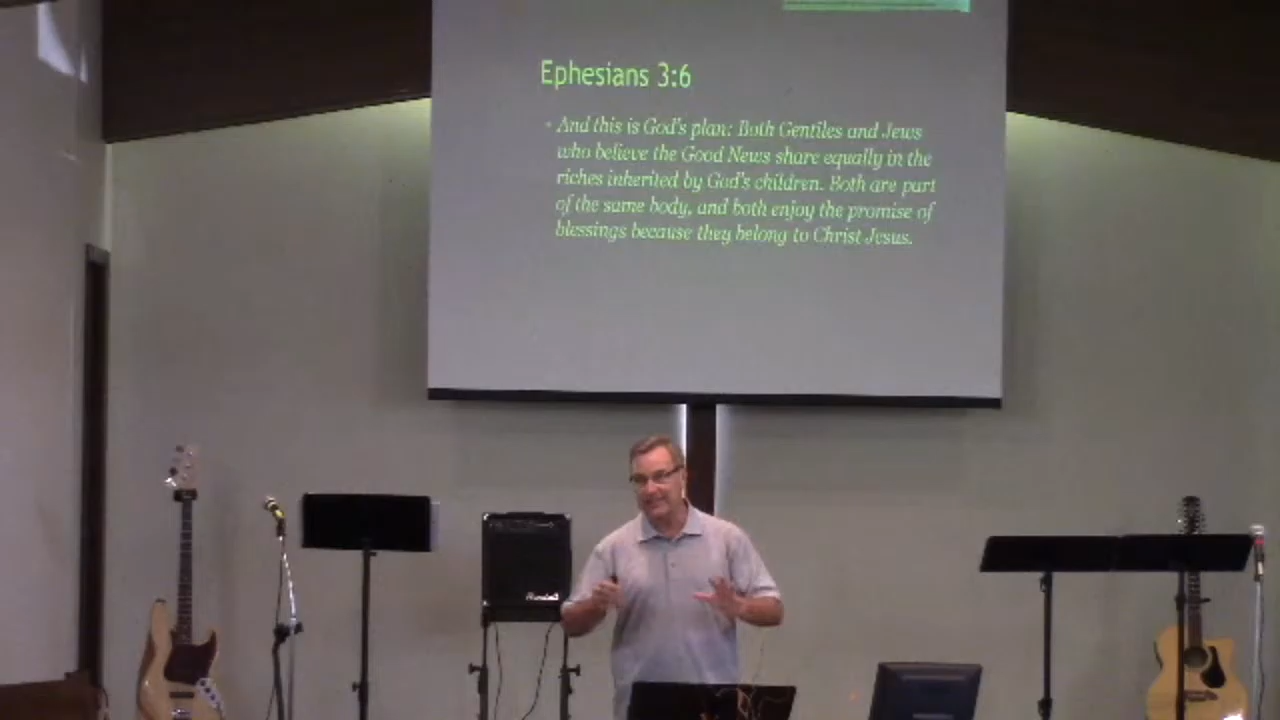 Ephesians 3:6
• And this is God's plan: Both Gentiles and Jews
who believe the Good News share equally in the
riches inherited by God's children. Both are part
of the same body, and both enjoy the promise of
blessings because they belong to Christ Jesus.
Marshall